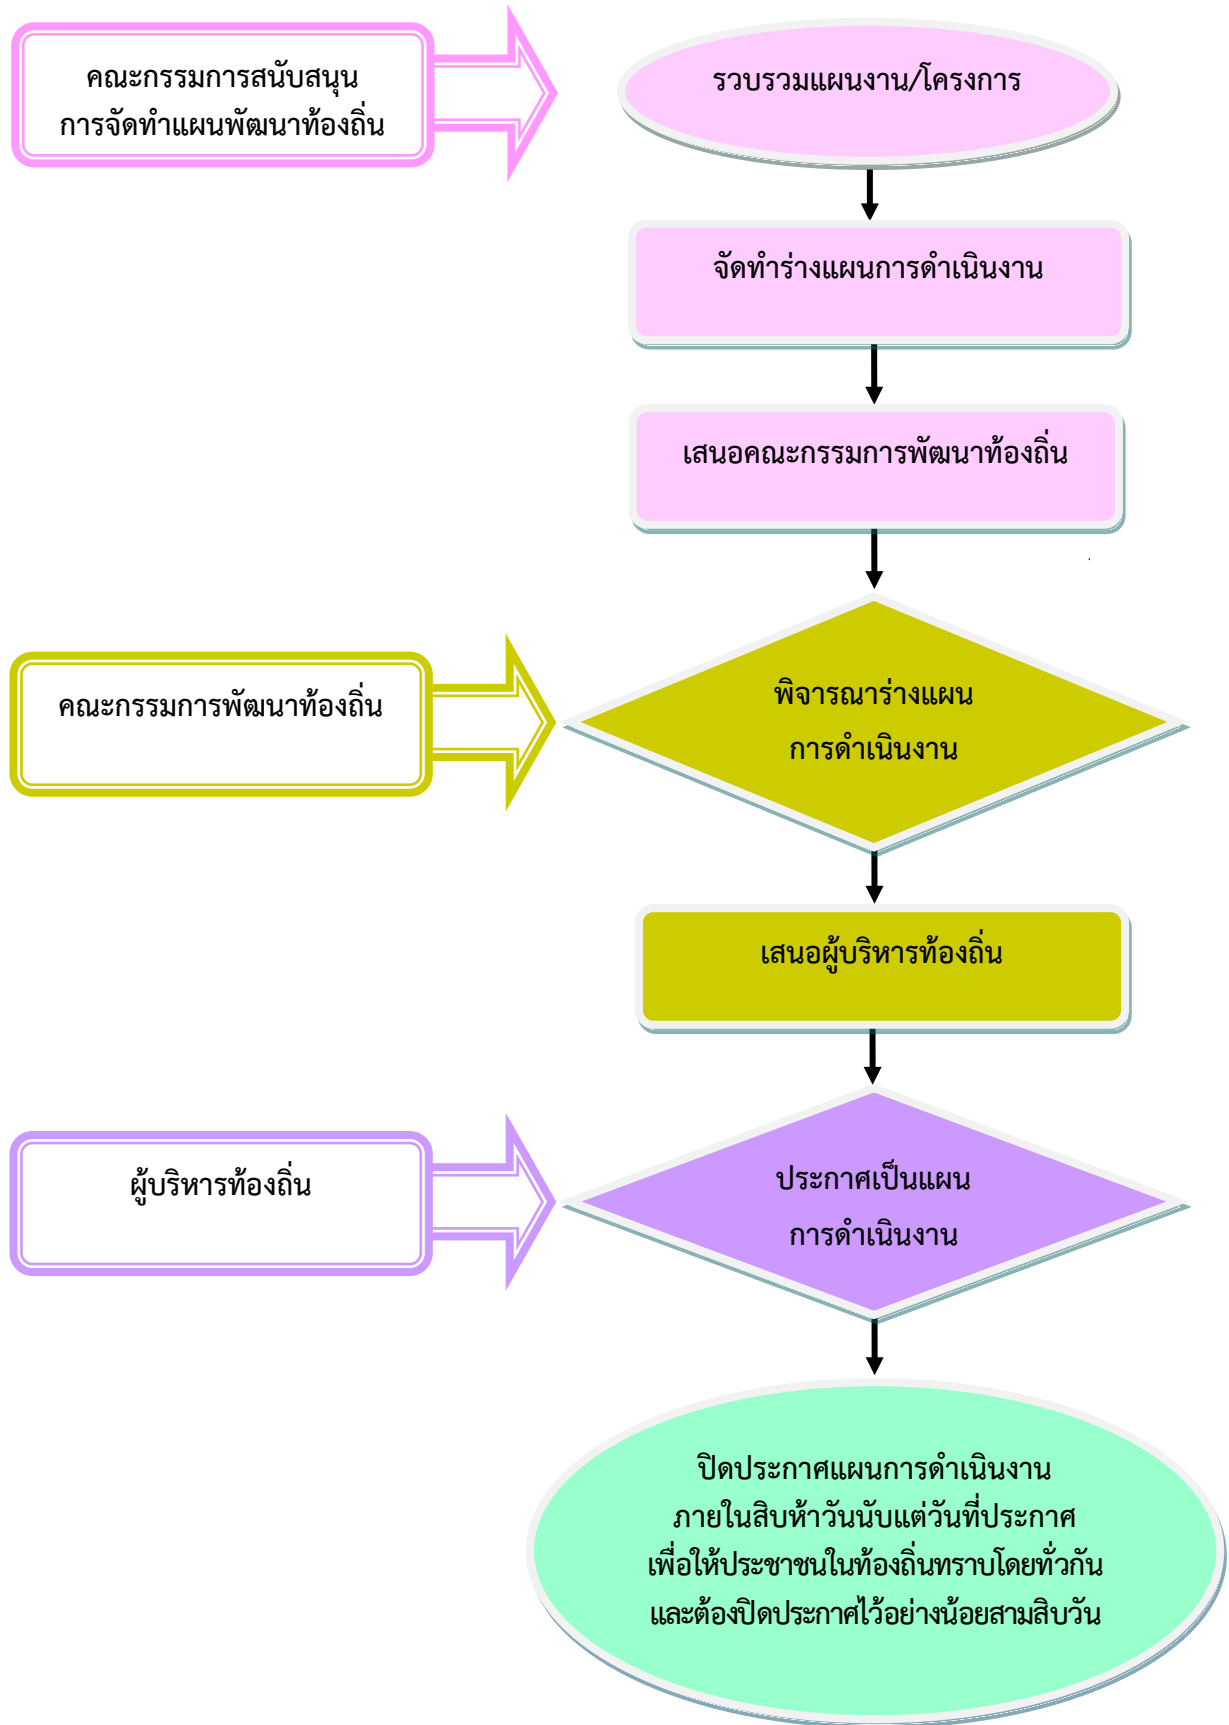 คณะกรรมการสนับสนุน
การจัดทำแผนพัฒนาท้องถิ่น
รวบรวมแผนงาน/โครงการ
จัดทำร่างแผนการดำเนินงาน
เสนอคณะกรรมการพัฒนาท้องถิ่น
คณะกรรมการพัฒนาท้องถิ่น
พิจารณาร่างแผน
การดำเนินงาน
เสนอผู้บริหารท้องถิ่น
ผู้บริหารท้องถิ่น
ประกาศเป็นแผน
การดำเนินงาน
ปิดประกาศแผนการดำเนินงาน
ภายในสิบห้าวันนับแต่วันที่ประกาศ
เพื่อให้ประชาชนในท้องถิ่นทราบโดยทั่วกัน
และต้องปิดประกาศไว้อย่างน้อยสามสิบวัน